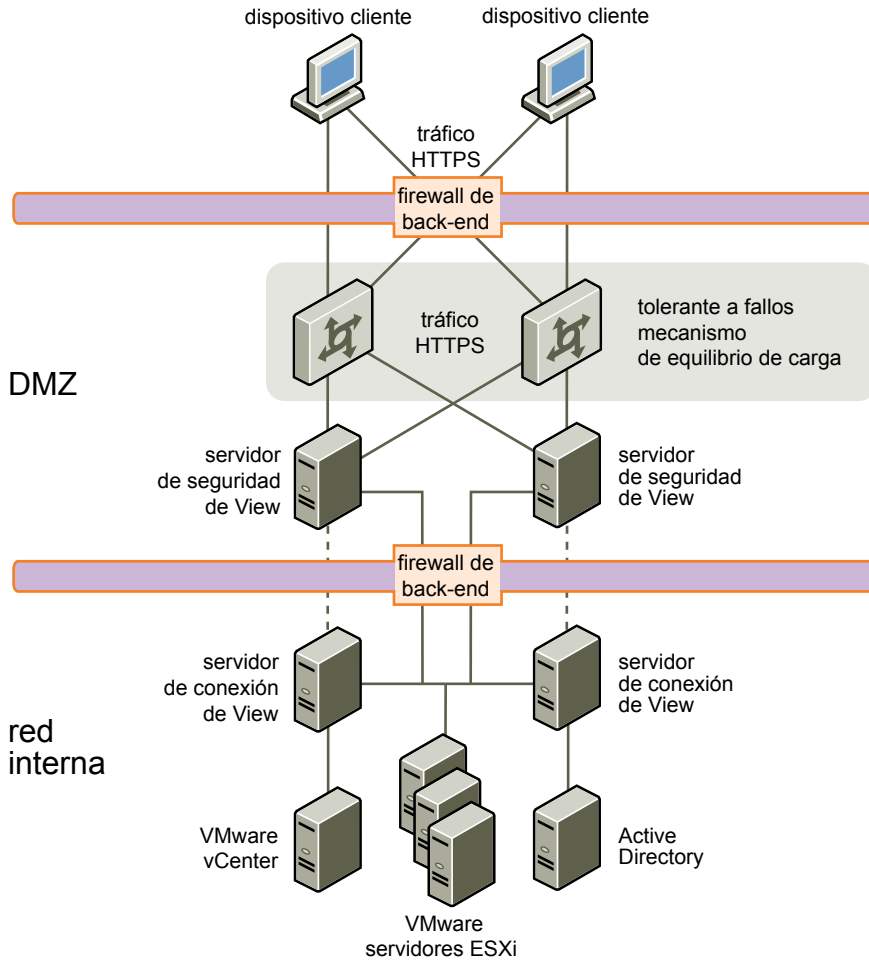 dispositivo cliente
dispositivo cliente
tráfico
HTTPS
firewall de
back-end
tráfico
HTTPS
tolerante a fallos
mecanismo
de equilibrio de carga
DMZ
servidor
de seguridad
de View
servidor
de seguridad
de View
firewall de
back-end
servidor
de conexión
de View
servidor
de conexión
de View
red
interna
VMware
vCenter
Active
Directory
VMware
servidores ESXi